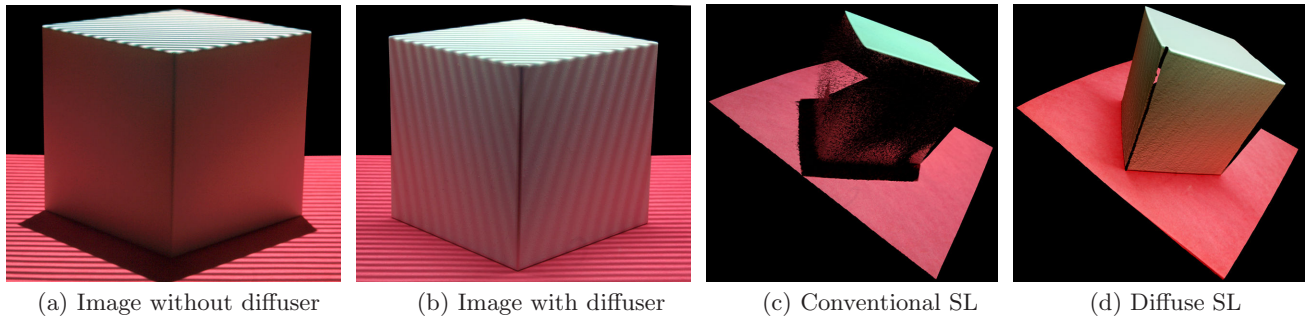 (a) Image without diffuser
(b) Image with diffuser
(c) Conventional SL
(d) Diffuse SL